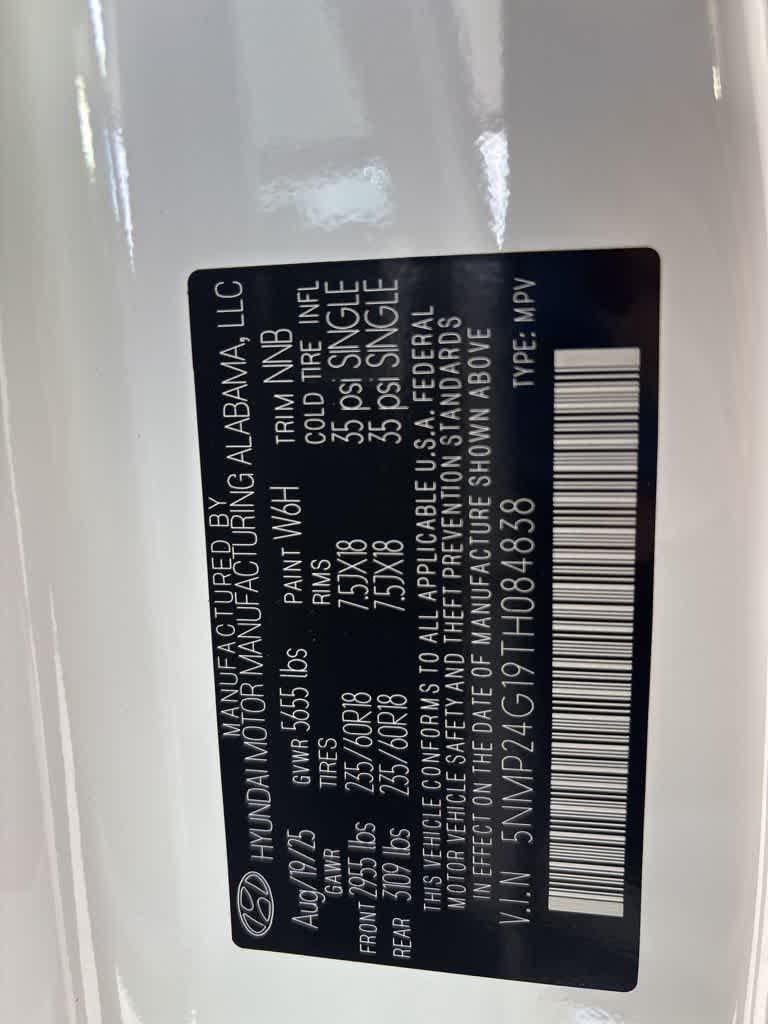 MANUFACTURED BY
HYUNDAI MOTOR MANUFACTURING ALABAMA, LLC
Aug/19/25 GVWR 5655 lbs PAINT W6H TRIM NNB
GAWR TIRES RIMS COLD TIRE INFL
FRONT 2955 lbs 235/60R18 7.5JX18 35 psi SINGLE
REAR 3109 lbs 235/60R18 7.5JX18 35 psi SINGLE
THIS VEHICLE CONFORMS TO ALL APPLICABLE U.S.A. FEDERAL
MOTOR VEHICLE SAFETY AND THEFT PREVENTION STANDARDS
IN EFFECT ON THE DATE OF MANUFACTURE SHOWN ABOVE
V.I.N 5NMP24G19TH084838 TYPE: MPV